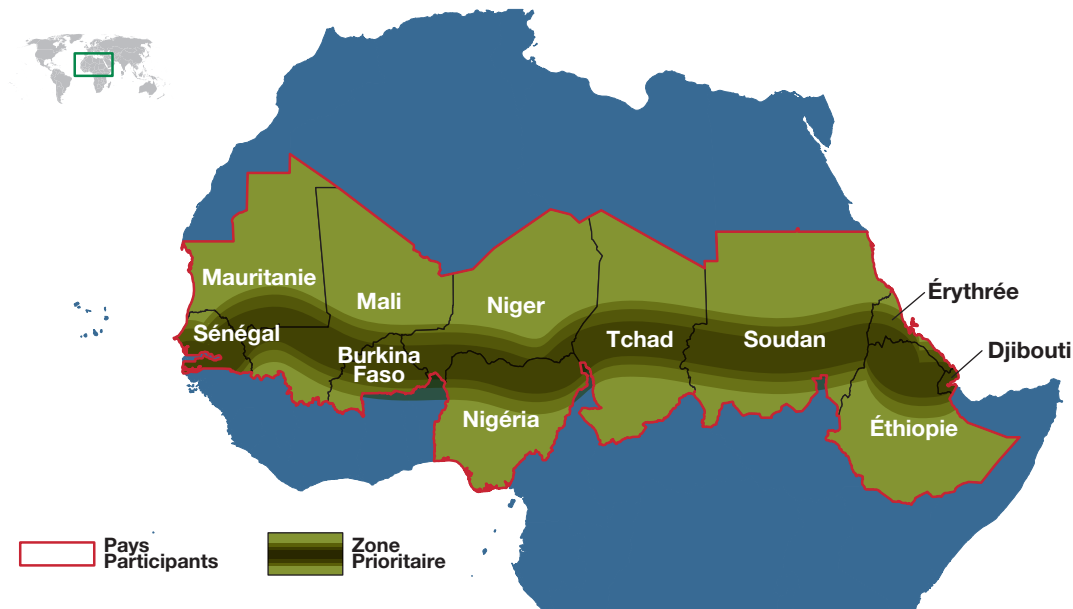 Mauritanie
Mali
Niger
Érythrée
Sénégal
Tchad
Soudan
Djibouti
Burkina
Faso
Nigéria
Éthiopie
Pays
Participants
Zone
Prioritaire